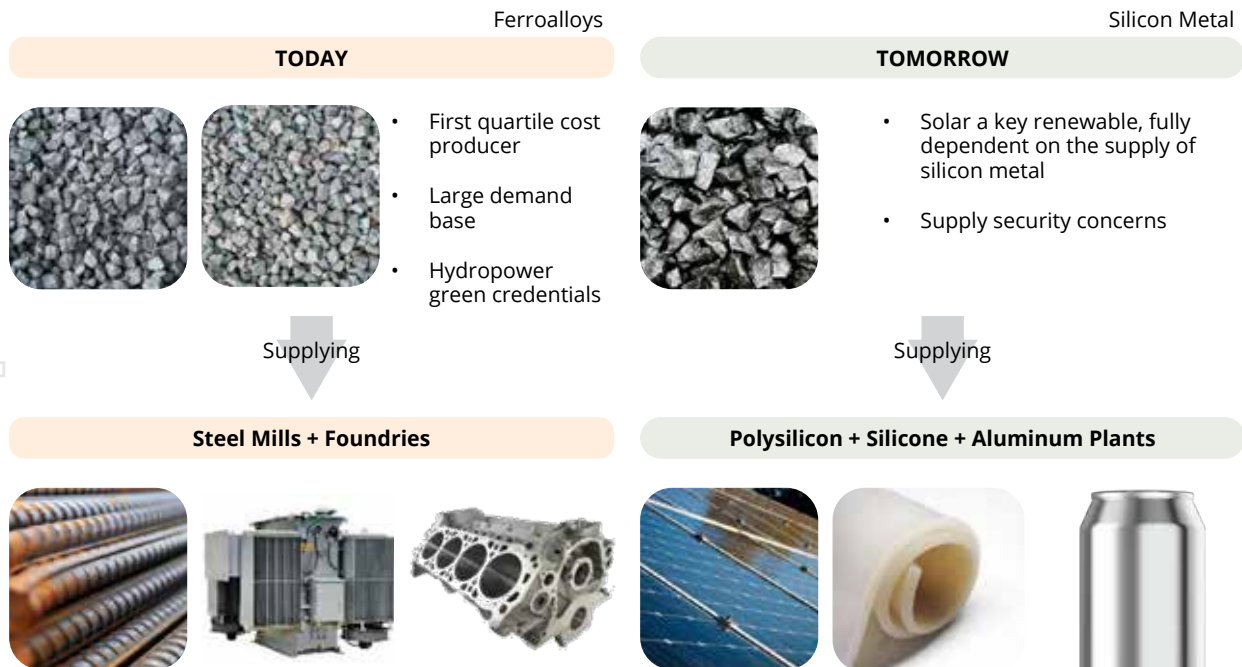 Ferroalloys
TODAY
• First quartile cost
producer
• Large demand
base
• Hydropower
green credentials
Supplying
Steel Mills + Foundries
Silicon Metal
TOMORROW
• Solar a key renewable, fully
dependent on the supply of
silicon metal
• Supply security concerns
Supplying
Polysilicon + Silicone + Aluminum Plants